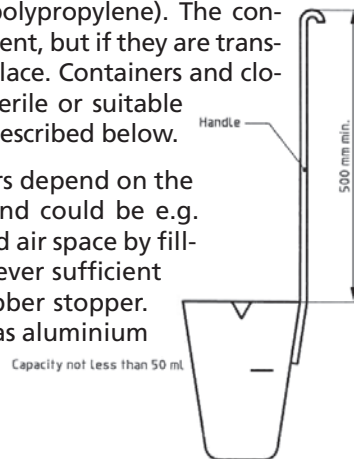 polypropylene). The con-
ent, but if they are trans-
lace. Containers and clo-
erile or suitable
escribed below.
rs depend on the
nd could be e.g.
d air space by fill-
ever sufficient
bber stopper.
as aluminium
Handle
500 mm min.
Capacity not less than 50 ml